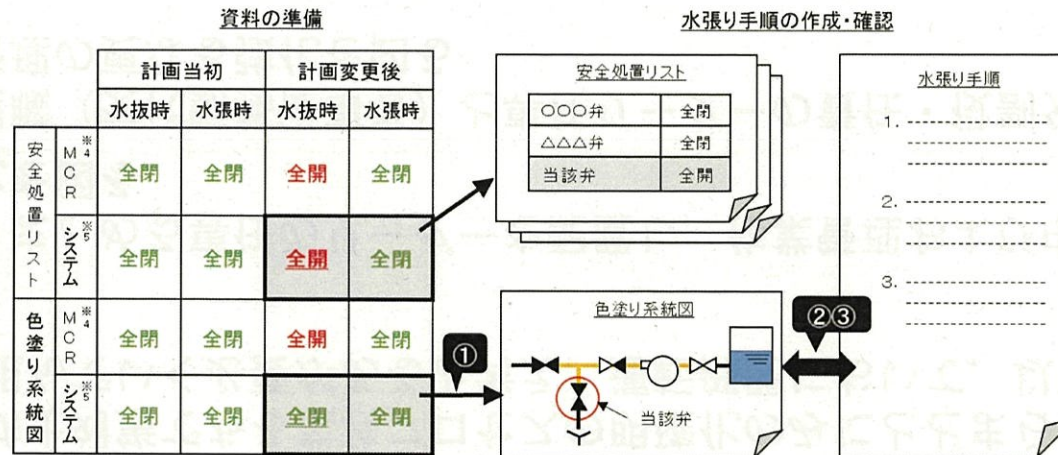 資料の準備
水張り手順の作成・確認
計画当初 計画変更後
水抜時 水張時 水抜時 水張時
安全処置リスト
MCR※4 全閉 全閉 全開 全閉
システム※5 全閉 全閉 全開 全閉
色塗り系統図
MCR※4 全閉 全閉 全開 全閉
システム※5 全閉 全閉 全閉 全閉
安全処置リスト
○○○弁 全閉
△△△弁 全閉
当該弁 全開
①
色塗り系統図
当該弁
②③
水張り手順
1.
2.
3.